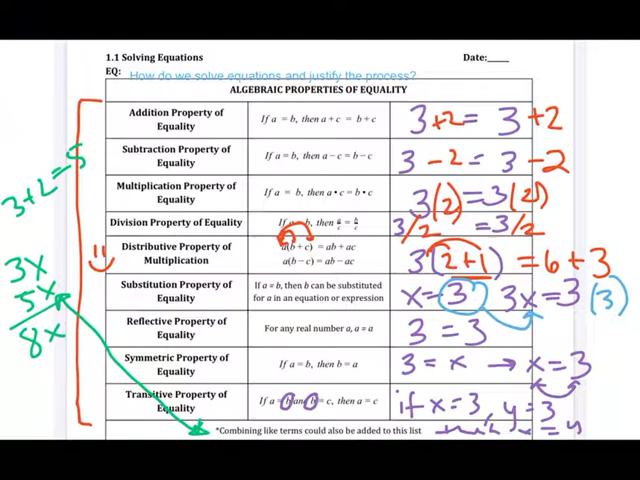 1.1 Solving Equations Date:_____
EQ: How do we solve equations and justify the process?
ALGEBRAIC PROPERTIES OF EQUALITY
Addition Property of Equality If a = b, then a + c = b + c 3+2 = 3+2
Subtraction Property of Equality If a = b, then a − c = b − c 3-2 = 3-2
Multiplication Property of Equality If a = b, then a • c = b • c 3(2)=3(2)
Division Property of Equality If a = b, then a/c = b/c 3/2 = 3/2
Distributive Property of Multiplication a(b + c) = ab + ac
a(b − c) = ab − ac 3(2+1) = 6+3
Substitution Property of Equality If a = b, then b can be substituted for a in an equation or expression x=3 3x=3(3)
Reflective Property of Equality For any real number a, a = a 3 = 3
Symmetric Property of Equality If a = b, then b = a 3 = x → x = 3
Transitive Property of Equality If a = b and b = c, then a = c if x=3, y=3
= y
*Combining like terms could also be added to this list
3+2=5
3x
5x
8x